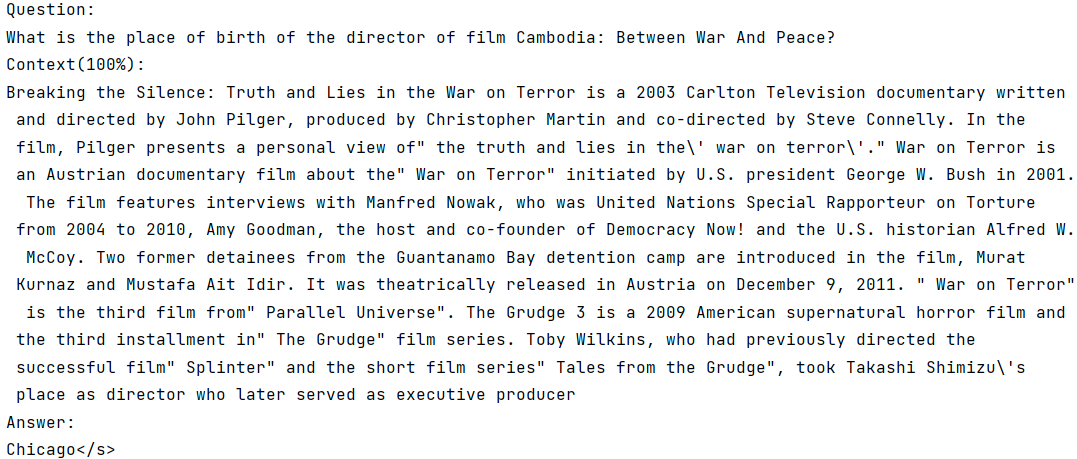 Question:
What is the place of birth of the director of film Cambodia: Between War And Peace?
Context(100%):
Breaking the Silence: Truth and Lies in the War on Terror is a 2003 Carlton Television documentary written
and directed by John Pilger, produced by Christopher Martin and co-directed by Steve Connelly. In the
film, Pilger presents a personal view of" the truth and lies in the\' war on terror\'." War on Terror is
an Austrian documentary film about the" War on Terror" initiated by U.S. president George W. Bush in 2001.
The film features interviews with Manfred Nowak, who was United Nations Special Rapporteur on Torture
from 2004 to 2010, Amy Goodman, the host and co-founder of Democracy Now! and the U.S. historian Alfred W.
McCoy. Two former detainees from the Guantanamo Bay detention camp are introduced in the film, Murat
Kurnaz and Mustafa Ait Idir. It was theatrically released in Austria on December 9, 2011. " War on Terror"
is the third film from" Parallel Universe". The Grudge 3 is a 2009 American supernatural horror film and
the third installment in" The Grudge" film series. Toby Wilkins, who had previously directed the
successful film" Splinter" and the short film series" Tales from the Grudge", took Takashi Shimizu\'s
place as director who later served as executive producer
Answer:
Chicago</s>